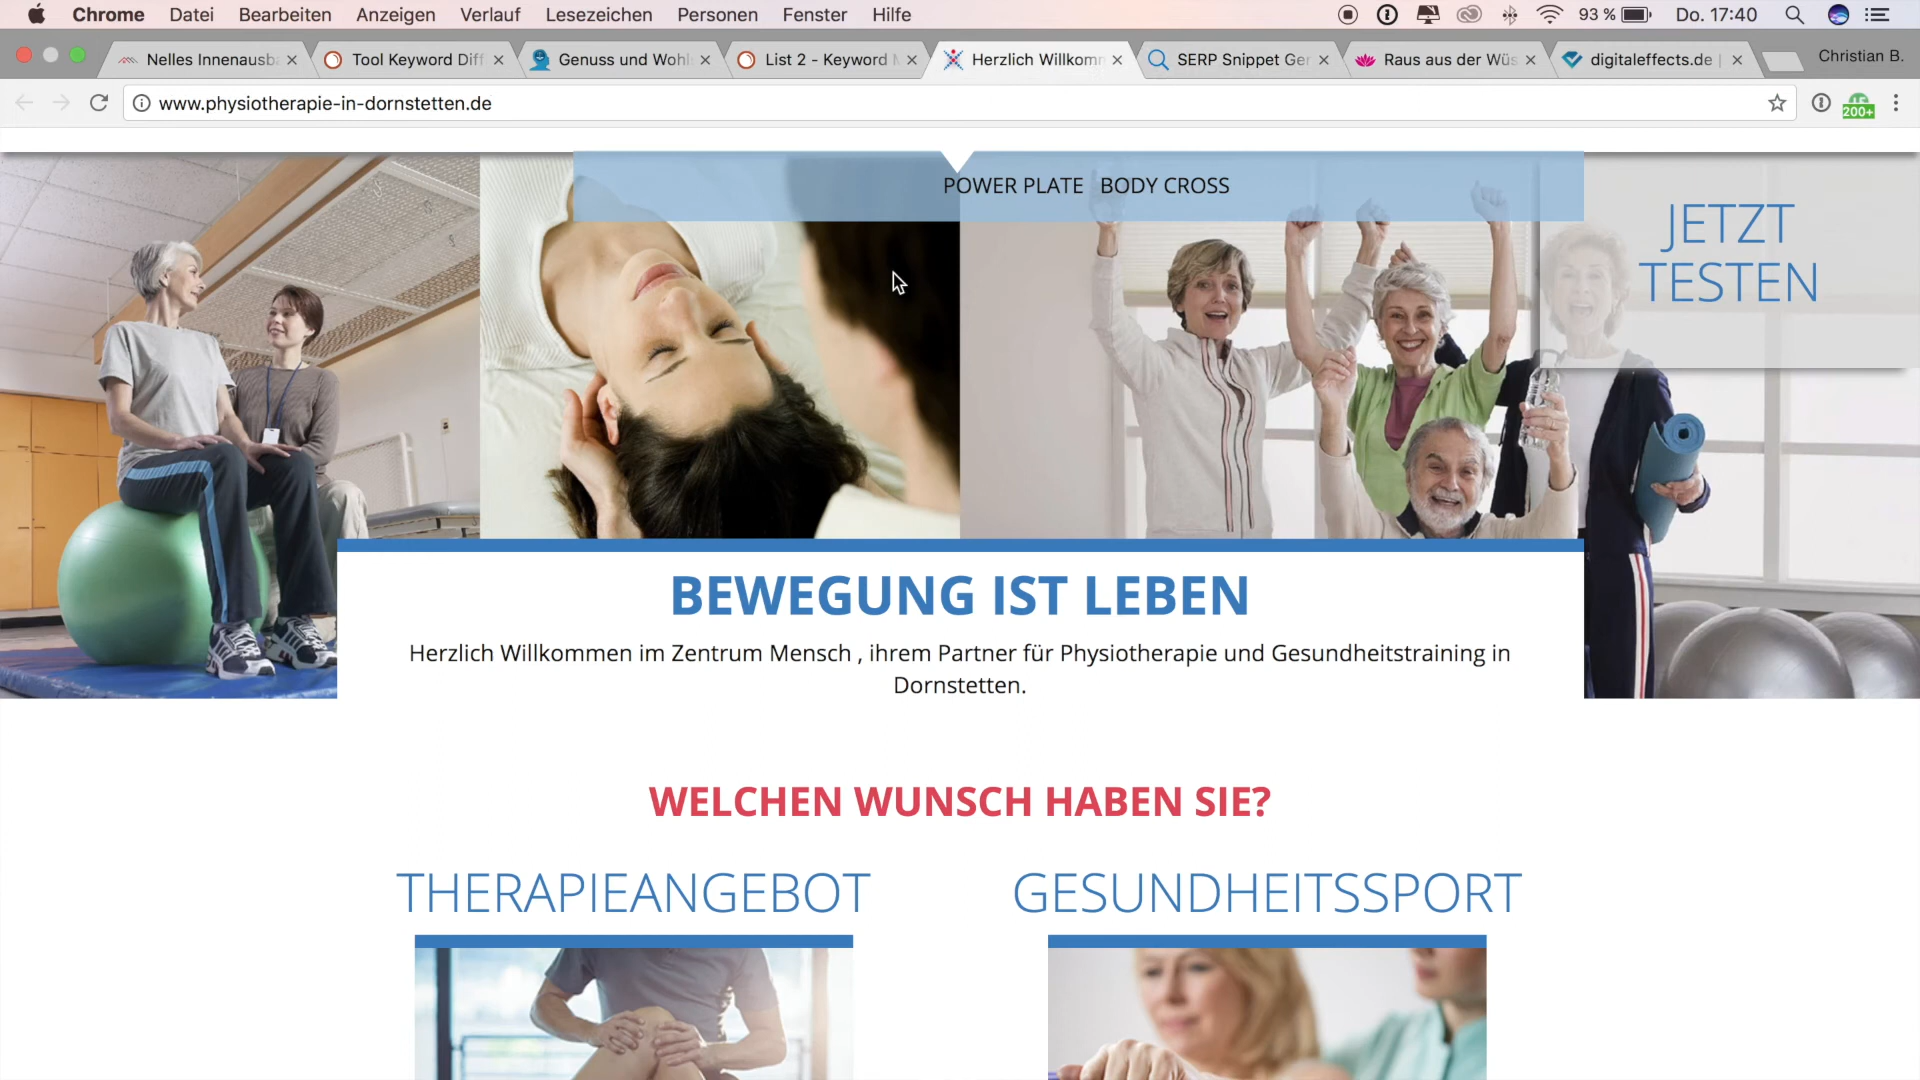 Chrome Datei Bearbeiten Anzeigen Verlauf Lesezeichen Personen Fenster Hilfe 93 % Do. 17:40
Nelles Innenausb Tool Keyword Diff Genuss und Wohl List 2 - Keyword Herzlich Willkom SERP Snippet Ger Raus aus der Wüs digitaleffects.de | Christian B.
www.physiotherapie-in-dornstetten.de 200+
POWER PLATE BODY CROSS
JETZT
TESTEN
BEWEGUNG IST LEBEN
Herzlich Willkommen im Zentrum Mensch , ihrem Partner für Physiotherapie und Gesundheitstraining in
Dornstetten.
WELCHEN WUNSCH HABEN SIE?
THERAPIEANGEBOT GESUNDHEITSSPORT